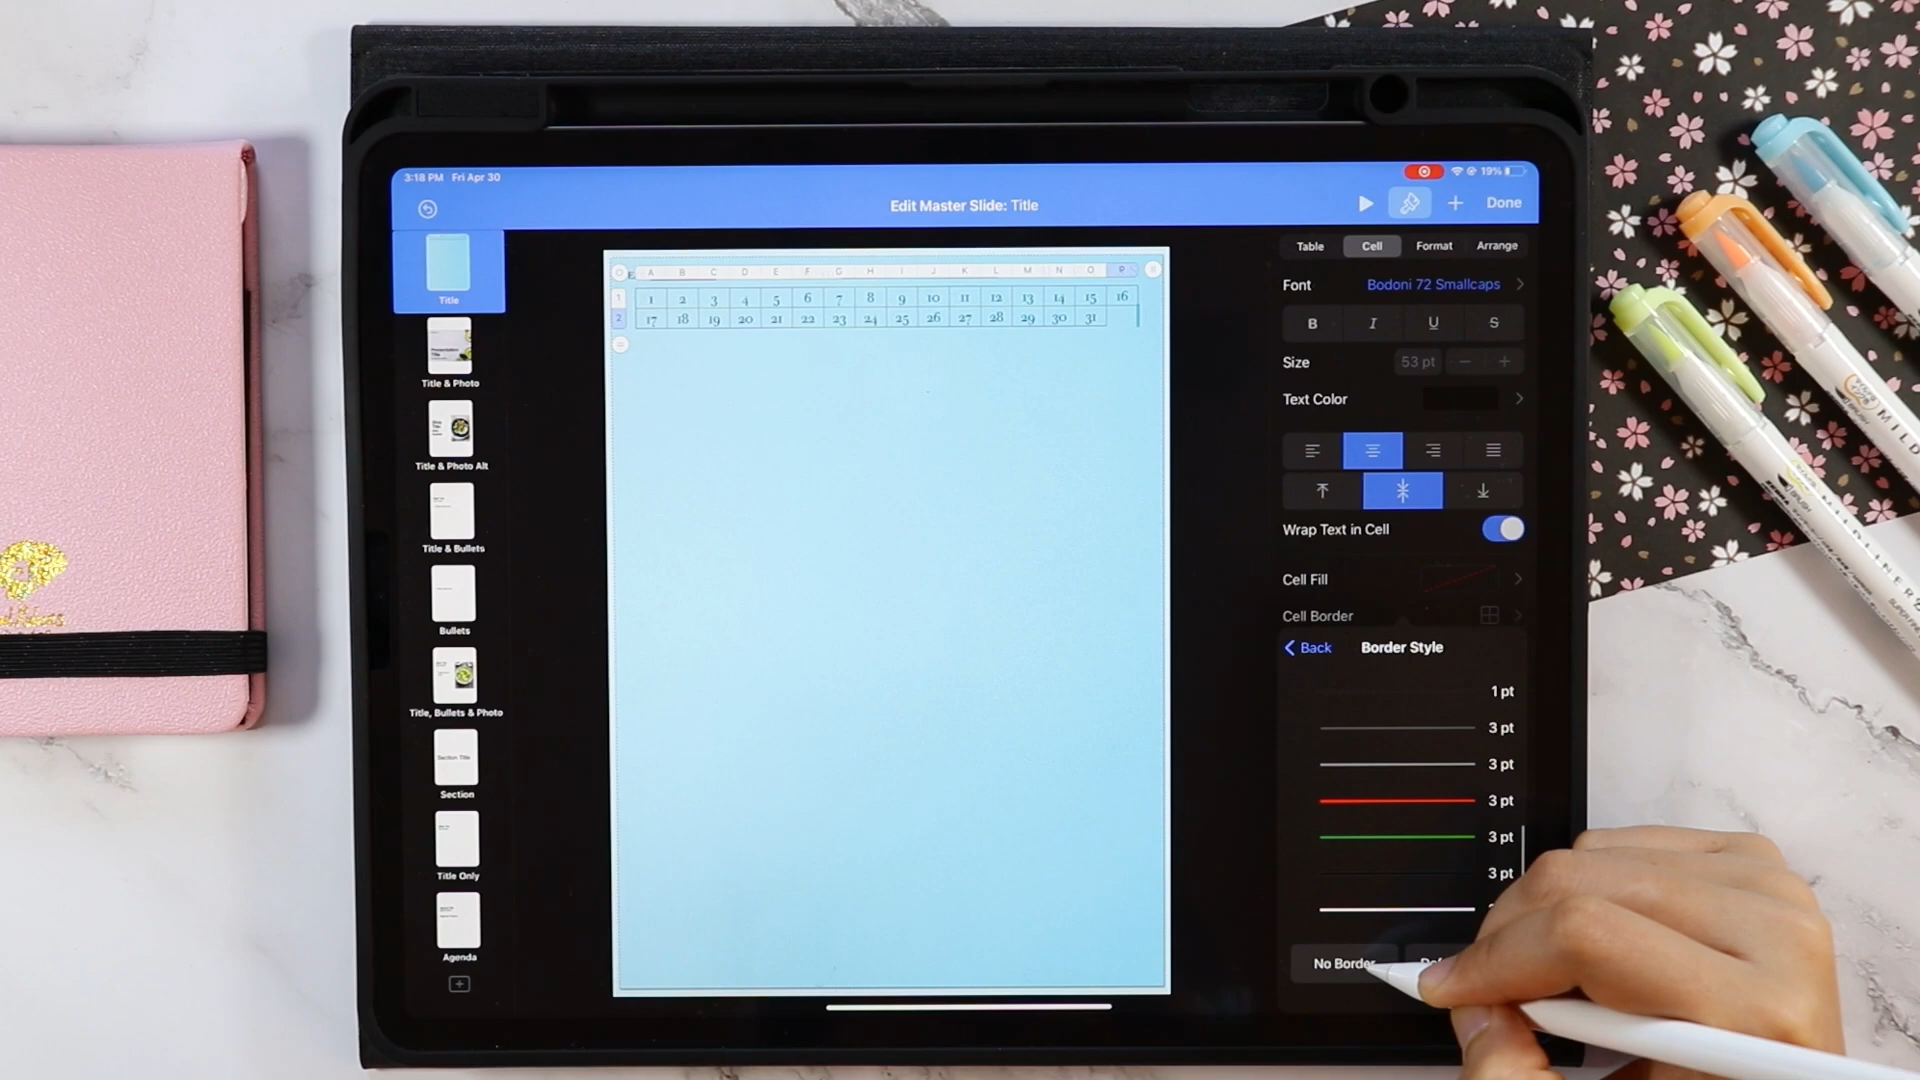 3:18 PM Fri Apr 30
19%
Edit Master Slide: Title
Done
Title
Title & Photo
Title & Photo Alt
Title & Bullets
Bullets
Title, Bullets & Photo
Section Title
Section
Title Only
Agenda
A B C D E F G H I J K L M N O P
1 1 2 3 4 5 6 7 8 9 10 11 12 13 14 15 16
2 17 18 19 20 21 22 23 24 25 26 27 28 29 30 31
Table Cell Format Arrange
Font Bodoni 72 Smallcaps
B I U S
Size 53 pt
Text Color
Wrap Text in Cell
Cell Fill
Cell Border
Back Border Style
1 pt
3 pt
3 pt
3 pt
3 pt
3 pt
No Border
MILD